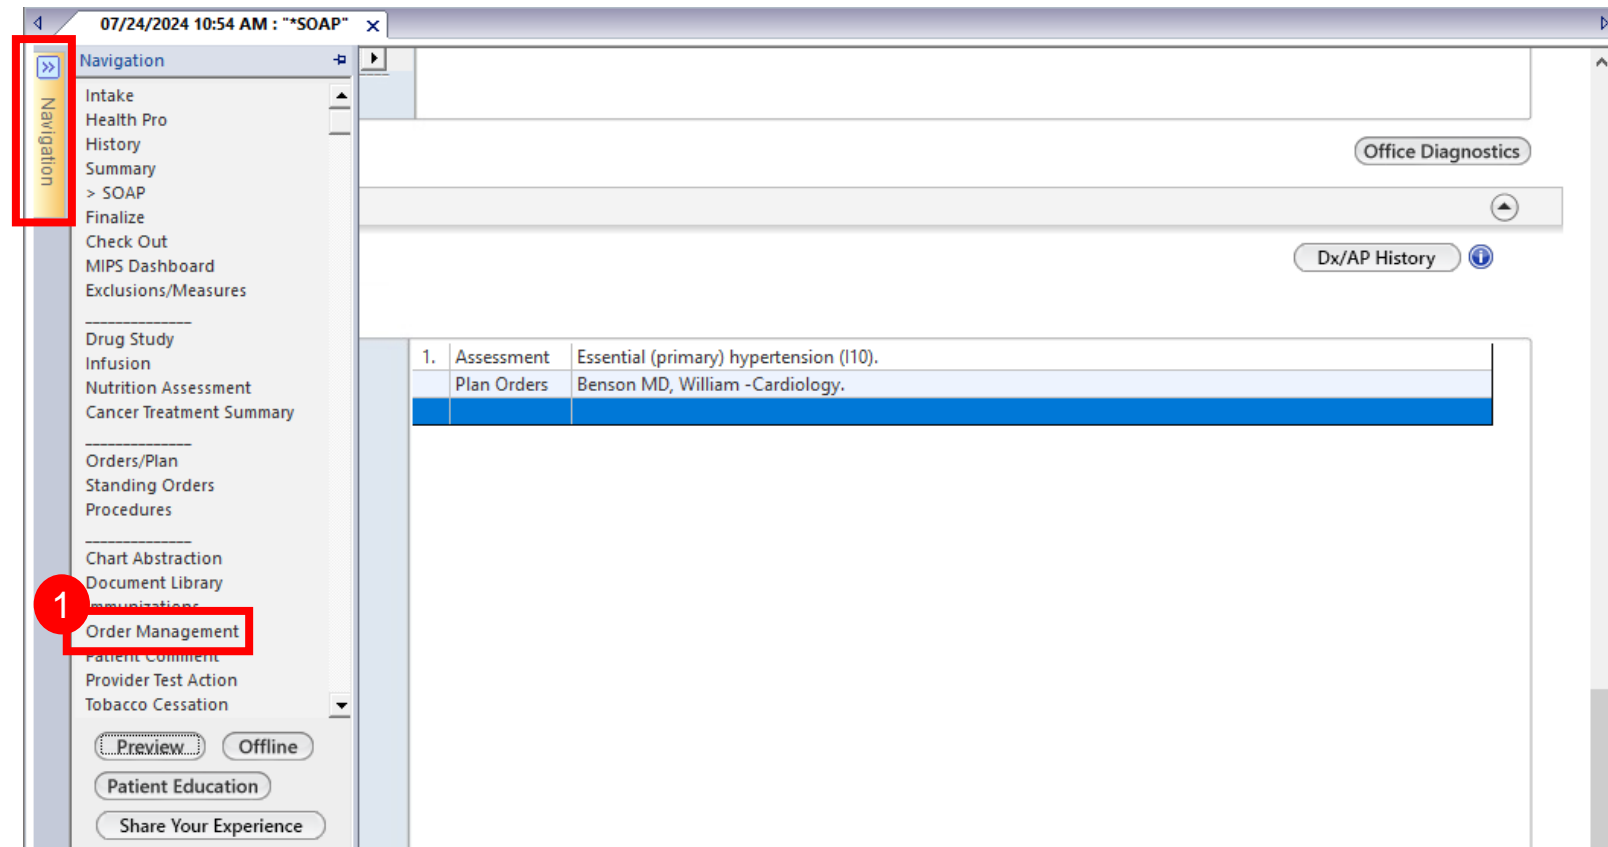 07/24/2024 10:54 AM : "*SOAP" x
Navigation
Navigation
Intake
Health Pro
History
Summary
> SOAP
Finalize
Check Out
MIPS Dashboard
Exclusions/Measures
Drug Study
Infusion
Nutrition Assessment
Cancer Treatment Summary
Orders/Plan
Standing Orders
Procedures
Chart Abstraction
Document Library
Immunizations
1
Order Management
Patient Comment
Provider Test Action
Tobacco Cessation
Preview Offline
Patient Education
Share Your Experience
Office Diagnostics
Dx/AP History
1. Assessment Essential (primary) hypertension (I10).
Plan Orders Benson MD, William -Cardiology.